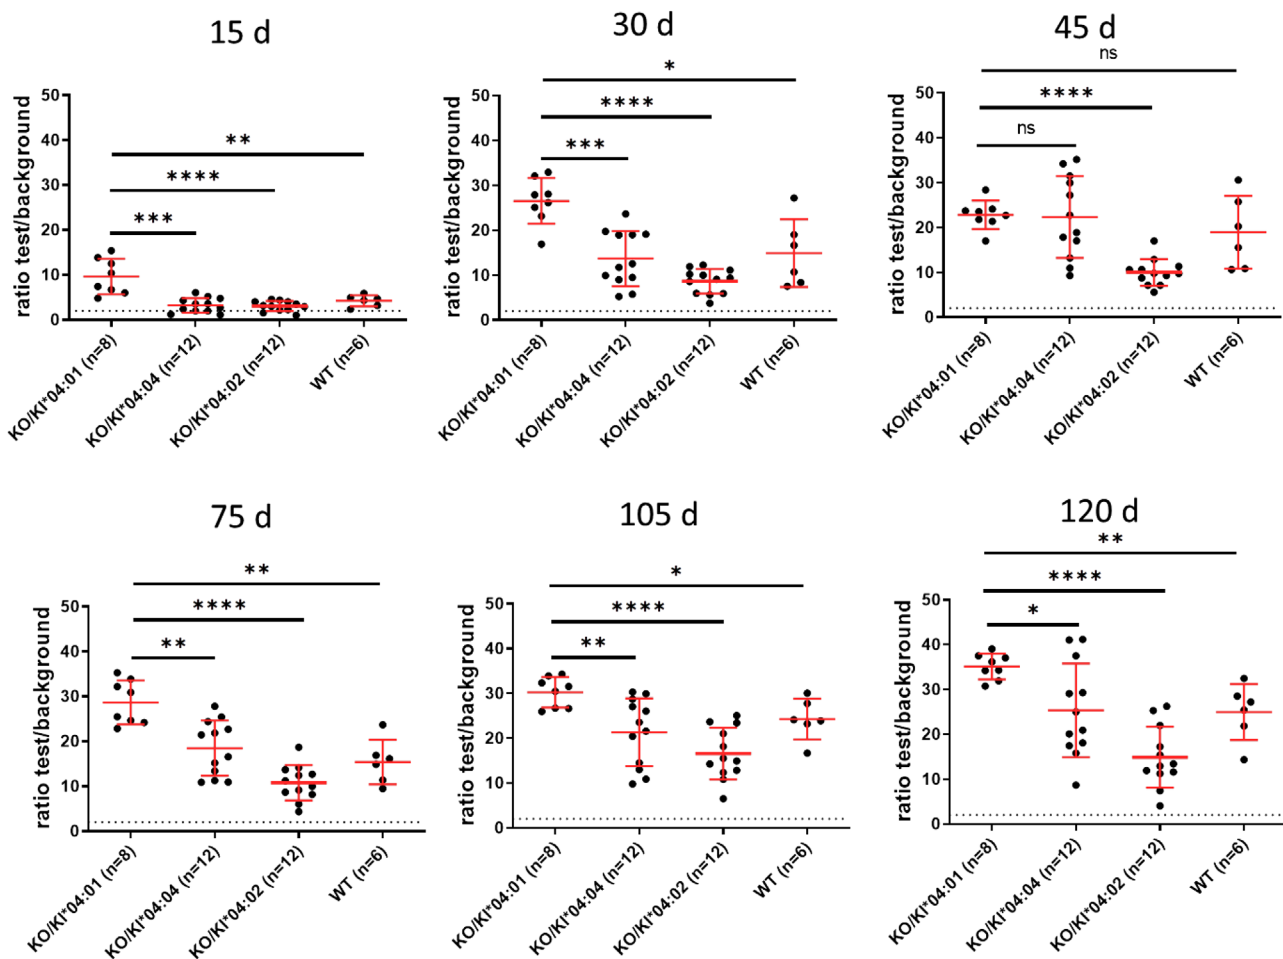 15 d
30 d
45 d
ratio test/background
50
40
30
20
10
0
**
****
***
KO/KI*04:01 (n=8)
KO/KI*04:04 (n=12)
KO/KI*04:02 (n=12)
WT (n=6)
ratio test/background
50
40
30
20
10
0
*
****
***
KO/KI*04:01 (n=8)
KO/KI*04:04 (n=12)
KO/KI*04:02 (n=12)
WT (n=6)
ratio test/background
50
40
30
20
10
0
ns
****
ns
KO/KI*04:01 (n=8)
KO/KI*04:04 (n=12)
KO/KI*04:02 (n=12)
WT (n=6)
75 d
105 d
120 d
ratio test/background
50
40
30
20
10
0
**
****
**
KO/KI*04:01 (n=8)
KO/KI*04:04 (n=12)
KO/KI*04:02 (n=12)
WT (n=6)
ratio test/background
50
40
30
20
10
0
*
****
**
KO/KI*04:01 (n=8)
KO/KI*04:04 (n=12)
KO/KI*04:02 (n=12)
WT (n=6)
ratio test/background
50
40
30
20
10
0
**
****
*
KO/KI*04:01 (n=8)
KO/KI*04:04 (n=12)
KO/KI*04:02 (n=12)
WT (n=6)